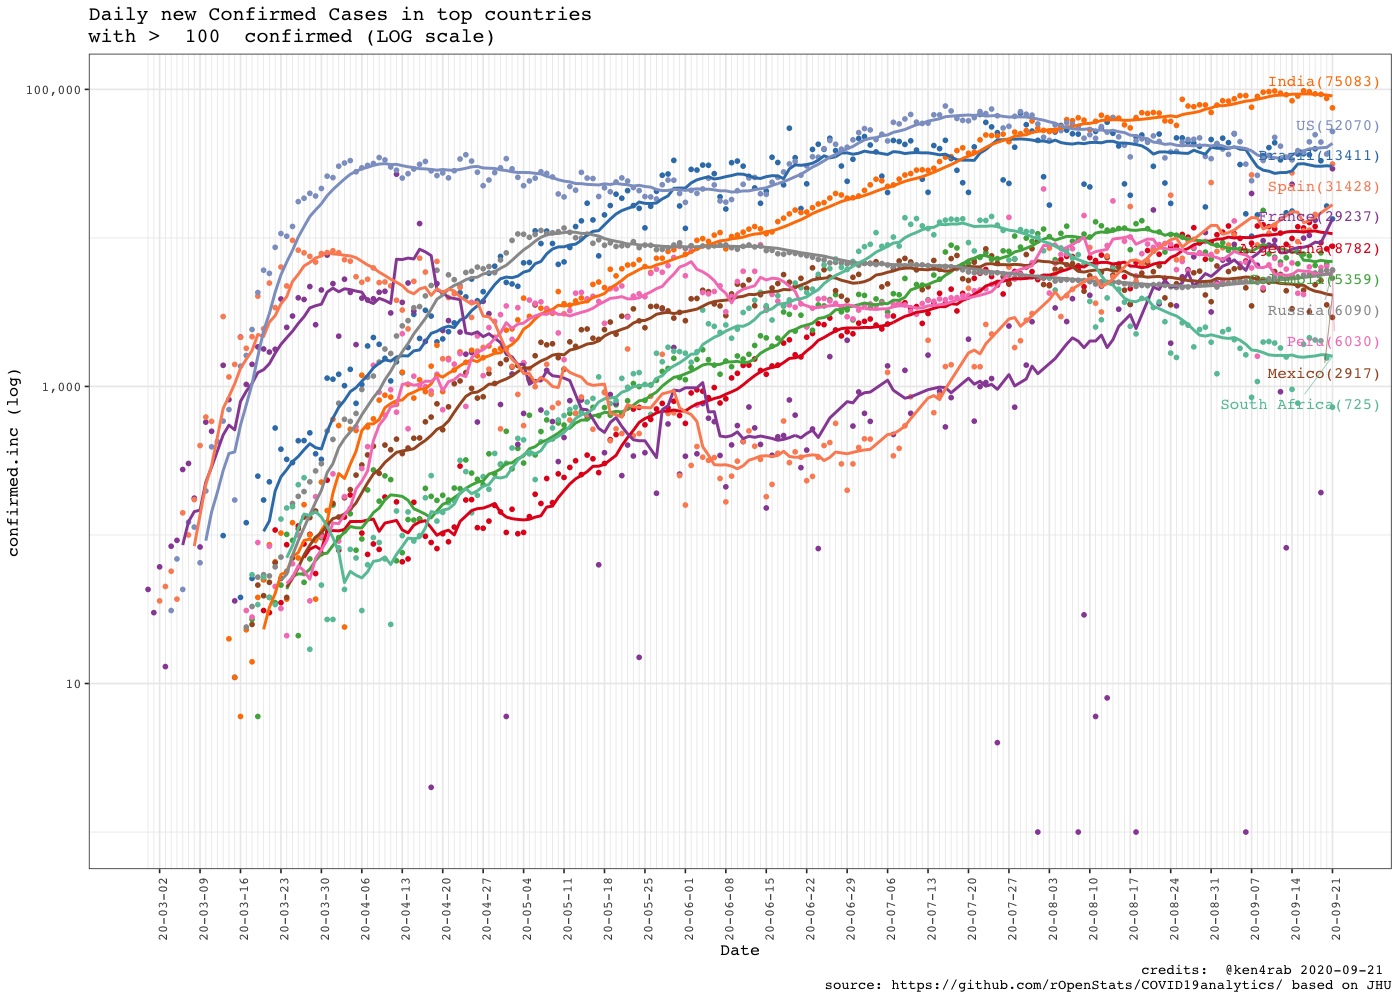 Daily new Confirmed Cases in top countries
with >  100  confirmed (LOG scale)
confirmed.inc (log)
100,000
1,000
10
India(75083)
US(52070)
Brazil(13411)
Spain(31428)
France(29237)
Argentina(8782)
(5359)
Russia(6090)
Peru(6030)
Mexico(2917)
South Africa(725)
20-03-02
20-03-09
20-03-16
20-03-23
20-03-30
20-04-06
20-04-13
20-04-20
20-04-27
20-05-04
20-05-11
20-05-18
20-05-25
20-06-01
20-06-08
20-06-15
20-06-22
20-06-29
20-07-06
20-07-13
20-07-20
20-07-27
20-08-03
20-08-10
20-08-17
20-08-24
20-08-31
20-09-07
20-09-14
20-09-21
Date
credits:  @ken4rab 2020-09-21
source: https://github.com/rOpenStats/COVID19analytics/ based on JHU